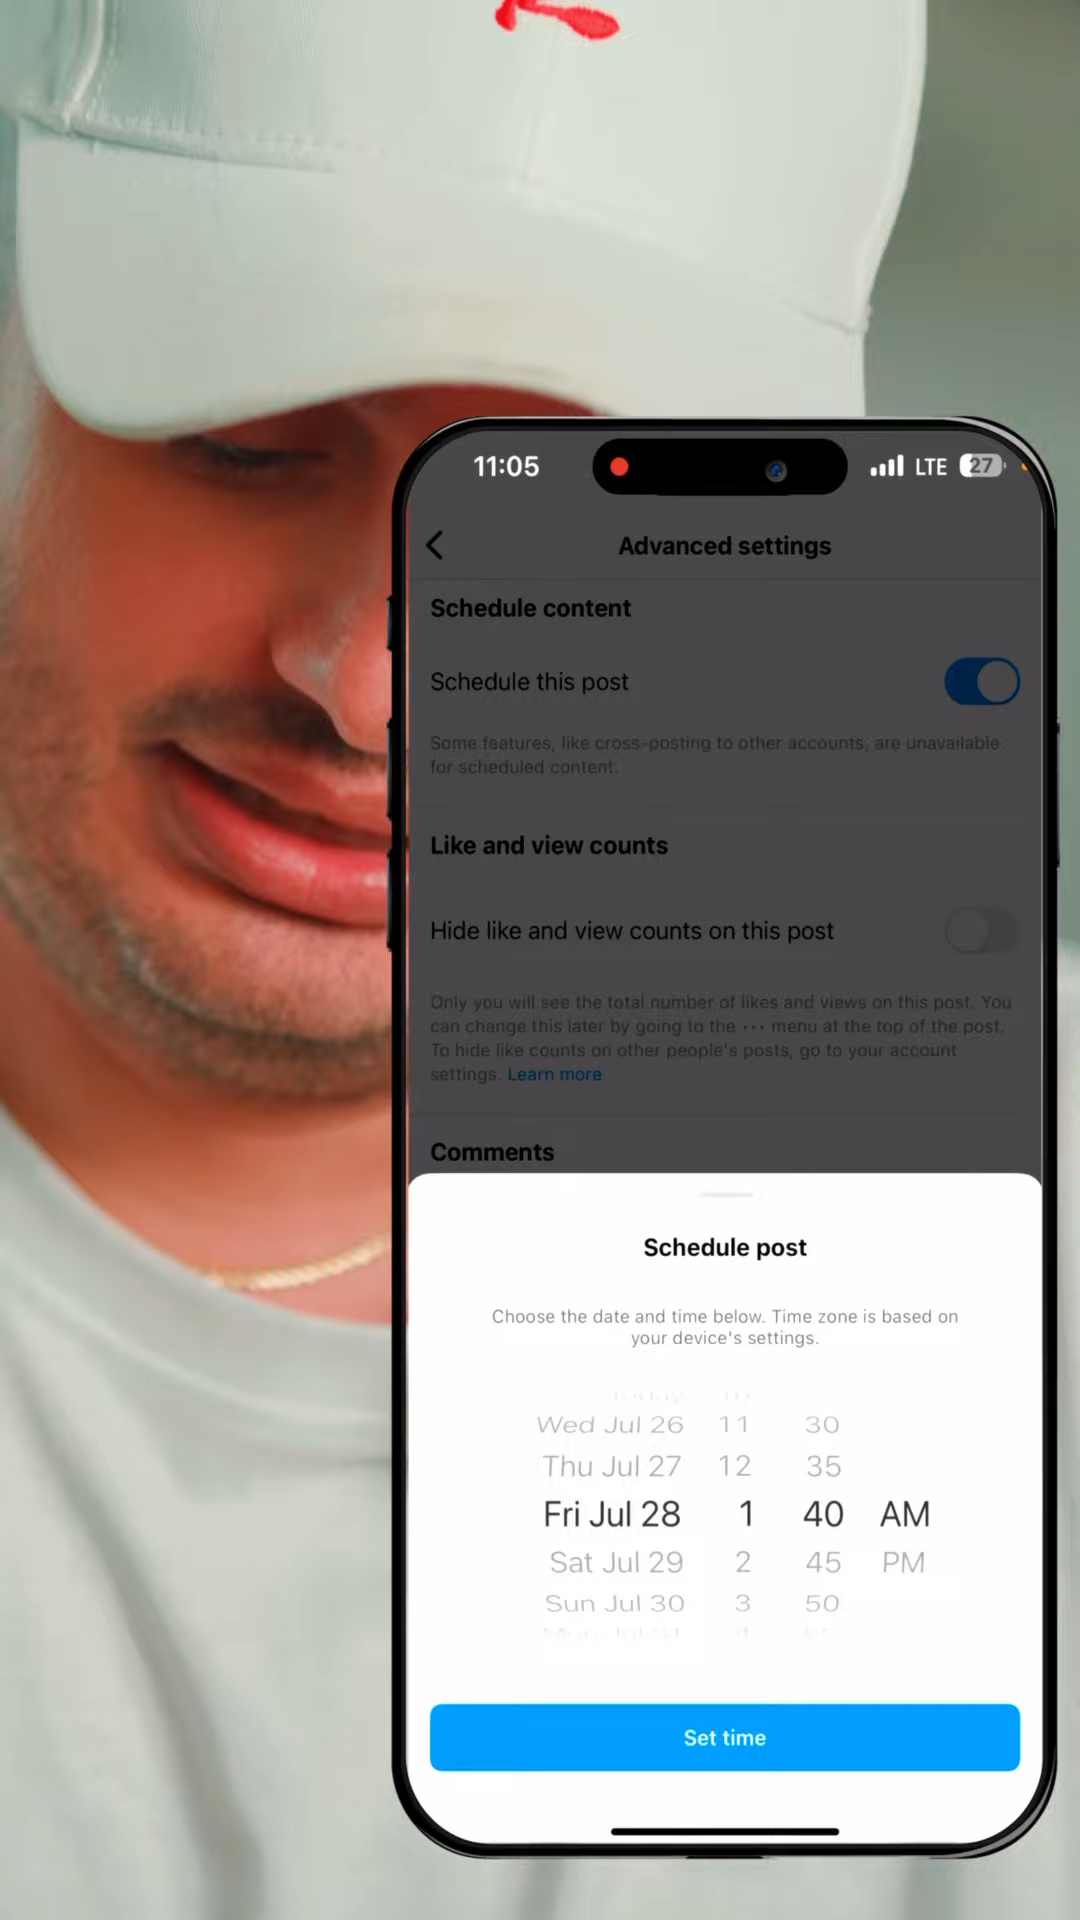 11:05
LTE
27
Advanced settings
Schedule content
Schedule this post
Some features, like cross-posting to other accounts, are unavailable
for scheduled content.
Like and view counts
Hide like and view counts on this post
Only you will see the total number of likes and views on this post. You
can change this later by going to the ••• menu at the top of the post.
To hide like counts on other people's posts, go to your account
settings. Learn more
Comments
Schedule post
Choose the date and time below. Time zone is based on
your device's settings.
Today 10
Wed Jul 26 11 30
Thu Jul 27 12 35
Fri Jul 28 1 40 AM
Sat Jul 29 2 45 PM
Sun Jul 30 3 50
Mon Jul 31 4
Set time